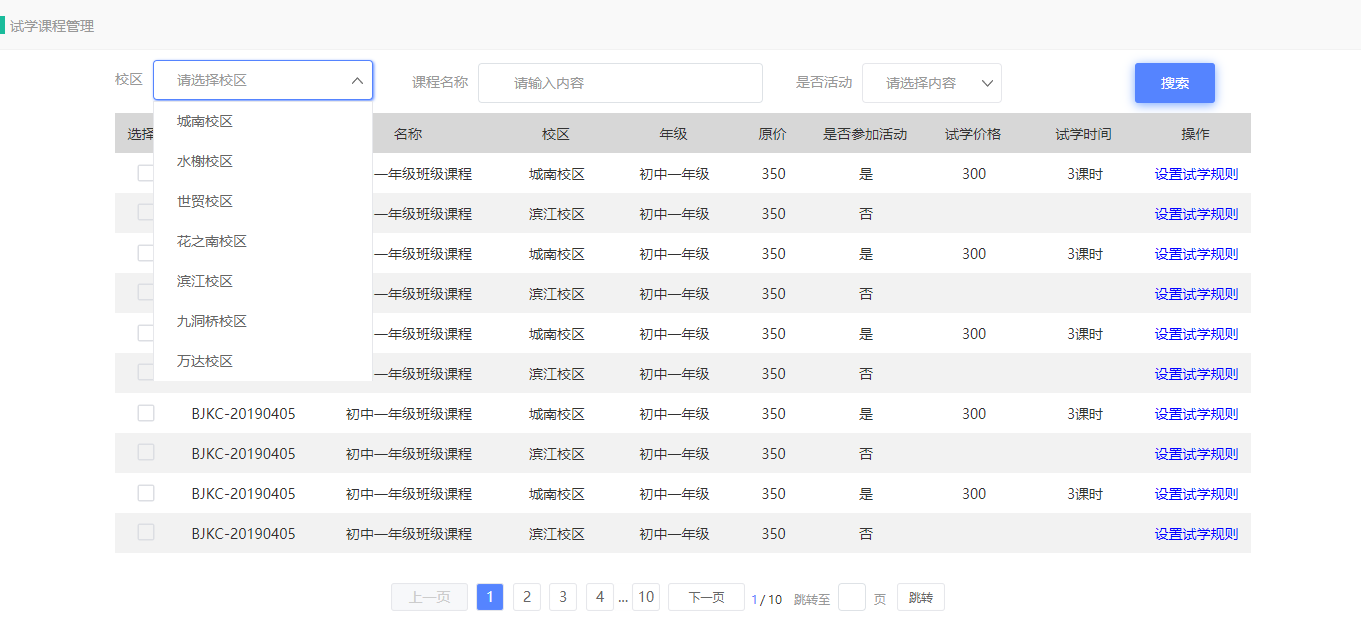 试学课程管理
校区 请选择校区 课程名称 请输入内容 是否活动 请选择内容 搜索
城南校区
水榭校区
世贸校区
花之南校区
滨江校区
九洞桥校区
万达校区
选择 名称 校区 年级 原价 是否参加活动 试学价格 试学时间 操作
一年级班级课程 城南校区 初中一年级 350 是 300 3课时 设置试学规则
一年级班级课程 滨江校区 初中一年级 350 否 设置试学规则
一年级班级课程 城南校区 初中一年级 350 是 300 3课时 设置试学规则
一年级班级课程 滨江校区 初中一年级 350 否 设置试学规则
一年级班级课程 城南校区 初中一年级 350 是 300 3课时 设置试学规则
一年级班级课程 滨江校区 初中一年级 350 否 设置试学规则
BJKC-20190405 初中一年级班级课程 城南校区 初中一年级 350 是 300 3课时 设置试学规则
BJKC-20190405 初中一年级班级课程 滨江校区 初中一年级 350 否 设置试学规则
BJKC-20190405 初中一年级班级课程 城南校区 初中一年级 350 是 300 3课时 设置试学规则
BJKC-20190405 初中一年级班级课程 滨江校区 初中一年级 350 否 设置试学规则
上一页 1 2 3 4 ... 10 下一页 1 / 10 跳转至 页 跳转